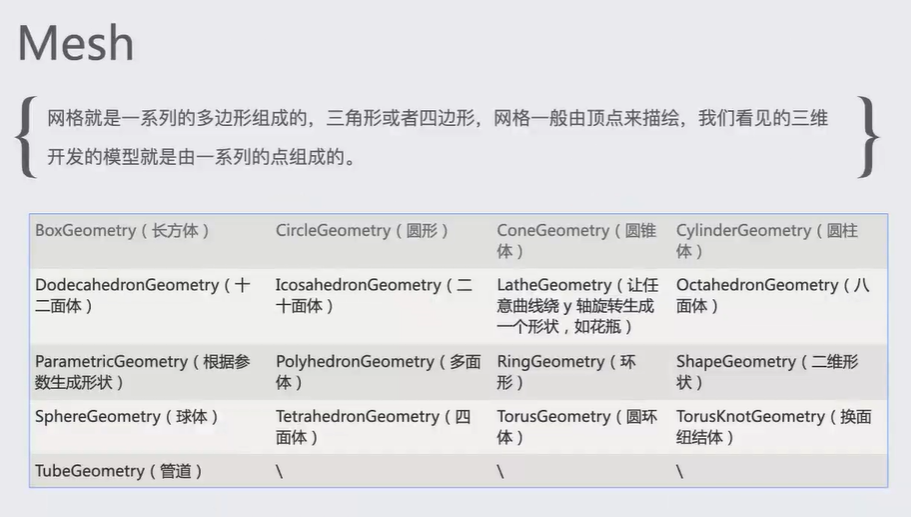 Mesh
网格就是一系列的多边形组成的，三角形或者四边形，网格一般由顶点来描绘，我们看见的三维
开发的模型就是由一系列的点组成的。
BoxGeometry（长方体） CircleGeometry（圆形） ConeGeometry（圆锥 CylinderGeometry（圆柱
体） 体）
DodecahedronGeometry（十 IcosahedronGeometry（二 LatheGeometry（让任 OctahedronGeometry（八
二面体） 十面体） 意曲线绕 y 轴旋转生成 面体）
一个形状，如花瓶）
ParametricGeometry（根据参 PolyhedronGeometry（多面 RingGeometry（环 ShapeGeometry（二维形
数生成形状） 体） 形） 状）
SphereGeometry（球体） TetrahedronGeometry（四 TorusGeometry（圆环 TorusKnotGeometry（换面
面体） 体） 纽结体）
TubeGeometry（管道） \ \ \